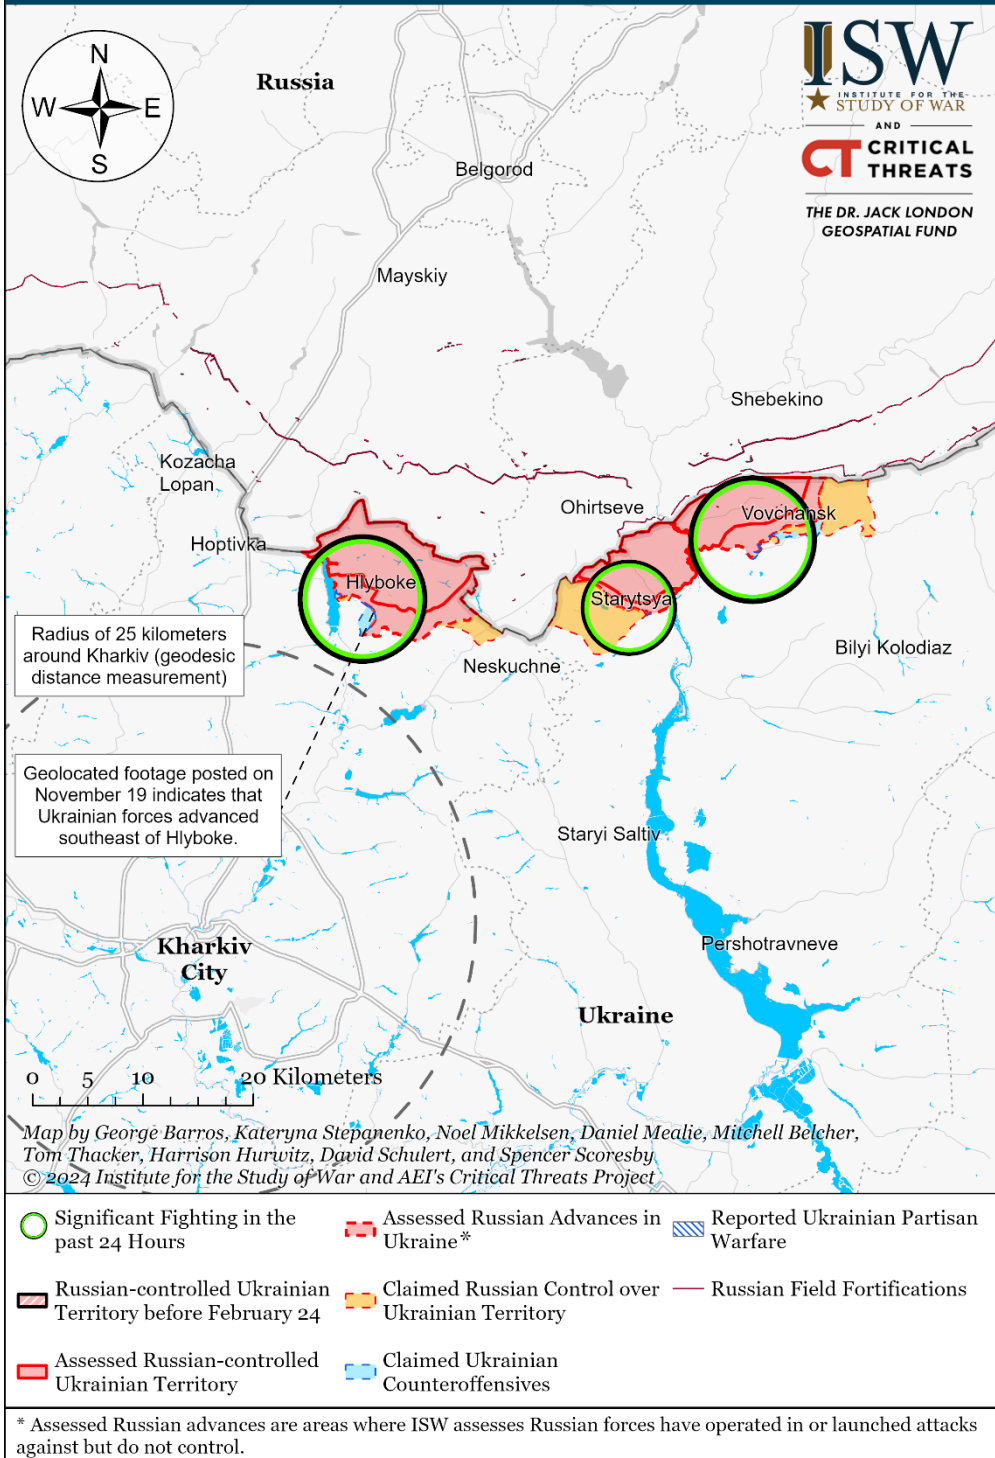 N
W
E
S
Russia
ISW
INSTITUTE FOR THE
STUDY OF WAR
AND
CT CRITICAL
THREATS
THE DR. JACK LONDON
GEOSPATIAL FUND
Belgorod
Mayskiy
Shebekino
Kozacha
Lopan
Ohirtseve
Vovchansk
Hoptivka
Hlyboke
Starytsya
Radius of 25 kilometers
around Kharkiv (geodesic
distance measurement)
Neskuchne
Bilyi Kolodiaz
Geolocated footage posted on
November 19 indicates that
Ukrainian forces advanced
southeast of Hlyboke.
Staryi Saltiv
Kharkiv
City
Pershotravneve
Ukraine
0 5 10 20 Kilometers
Map by George Barros, Kateryna Stepanenko, Noel Mikkelsen, Daniel Mealie, Mitchell Belcher,
Tom Thacker, Harrison Hurwitz, David Schulert, and Spencer Scoresby
© 2024 Institute for the Study of War and AEI's Critical Threats Project
Significant Fighting in the
past 24 Hours
Russian-controlled Ukrainian
Territory before February 24
Assessed Russian-controlled
Ukrainian Territory
Assessed Russian Advances in
Ukraine*
Claimed Russian Control over
Ukrainian Territory
Claimed Ukrainian
Counteroffensives
Reported Ukrainian Partisan
Warfare
Russian Field Fortifications
* Assessed Russian advances are areas where ISW assesses Russian forces have operated in or launched attacks
against but do not control.